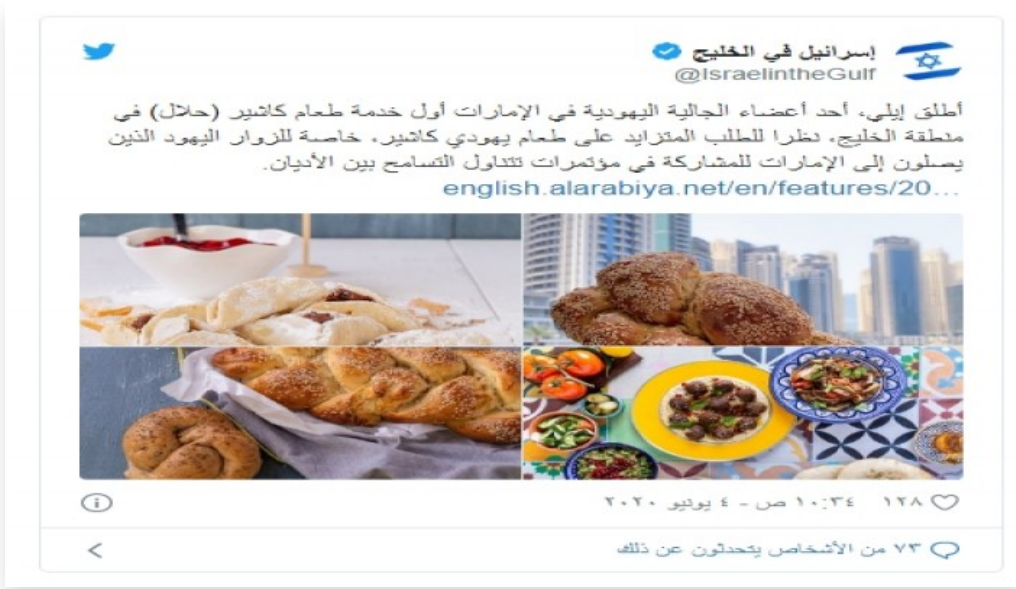 إسرائيل في الخليج
@IsraelintheGulf
أطلق إيلي، أحد أعضاء الجالية اليهودية في الإمارات أول خدمة طعام كاشير (حلال) في
منطقة الخليج، نظرا للطلب المتزايد على طعام يهودي كاشير، خاصة للزوار اليهود الذين
يصلون إلى الإمارات للمشاركة في مؤتمرات تتناول التسامح بين الأديان.
english.alarabiya.net/en/features/20...
١٢٨ ١٠:٣٤ ص - ٤ يونيو ٢٠٢٠
٧٣ من الأشخاص يتحدثون عن ذلك